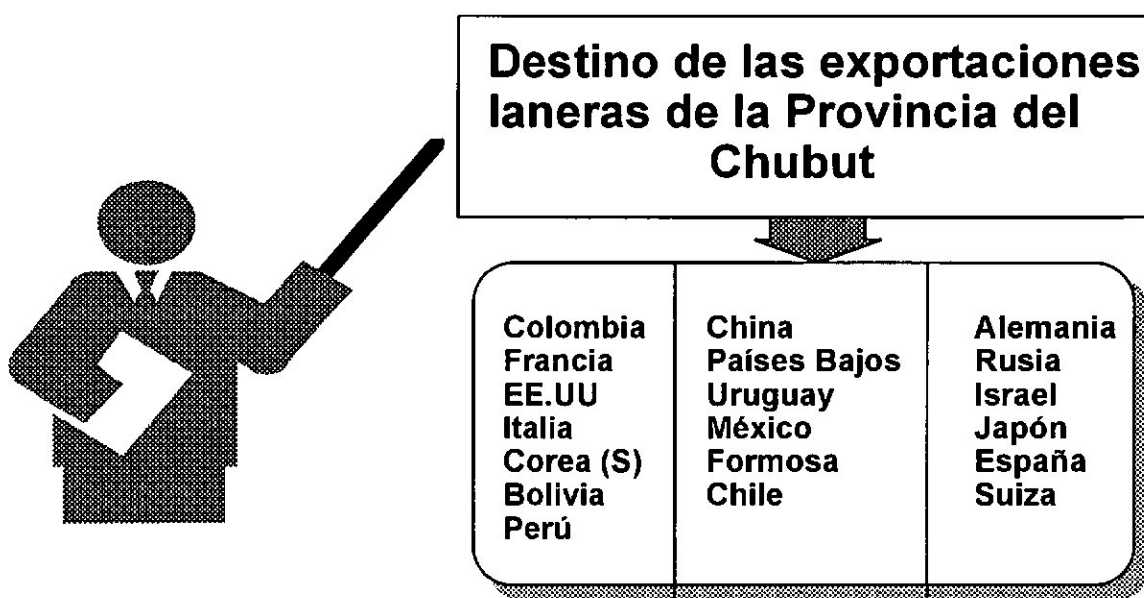 Destino de las exportaciones
laneras de la Provincia del
Chubut
Colombia
Francia
EE.UU
Italia
Corea (S)
Bolivia
Perú
China
Países Bajos
Uruguay
México
Formosa
Chile
Alemania
Rusia
Israel
Japón
España
Suiza